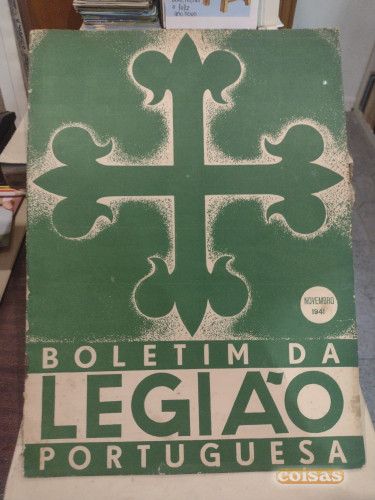 NOVEMBRO
1941
BOLETIM DA
LEGIÃO
PORTUGUESA
coisas